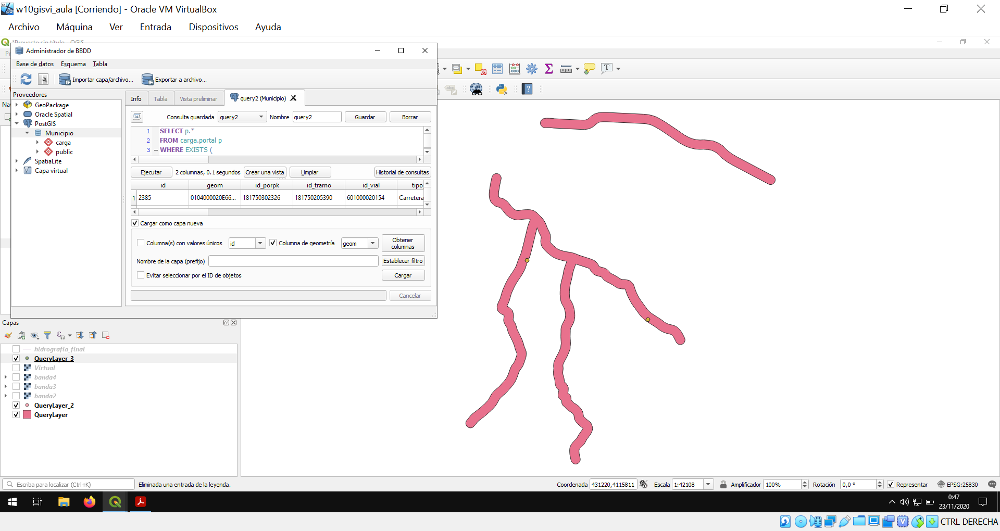 w10gisvi_aula [Corriendo] - Oracle VM VirtualBox
Archivo Máquina Ver Entrada Dispositivos Ayuda
*Proyecto sin título - QGIS
Administrador de BBDD
Base de datos Esquema Tabla
Importar capa/archivo... Exportar a archivo...
Proveedores
GeoPackage
Oracle Spatial
PostGIS
Municipio
carga
public
SpatiaLite
Capa virtual
Info Tabla Vista preliminar query2 (Municipio)
Consulta guardada query2 Nombre query2 Guardar Borrar
1 SELECT p.*
2 FROM carga.portal p
3 WHERE EXISTS (
Ejecutar 2 columnas, 0.1 segundos Crear una vista Limpiar Historial de consultas
id geom id_porpk id_tramo id_vial tipo_
1 2385 0104000020E66... 181750302326 181750205390 601000020154 Carretera
Cargar como capa nueva
Columna(s) con valores únicos id Columna de geometría geom Obtener columnas
Nombre de la capa (prefijo) Establecer filtro
Evitar seleccionar por el ID de objetos Cargar
Cancelar
Capas
hidrografia_final
QueryLayer_3
Virtual
banda4
banda3
banda2
QueryLayer_2
QueryLayer
Escriba para localizar (Ctrl+K) Eliminada una entrada de la leyenda. Coordenada 431220,4115811 Escala 1:42108 Amplificador 100% Rotación 0,0 ° Representar EPSG:25830
0:47
23/11/2020
CTRL DERECHA